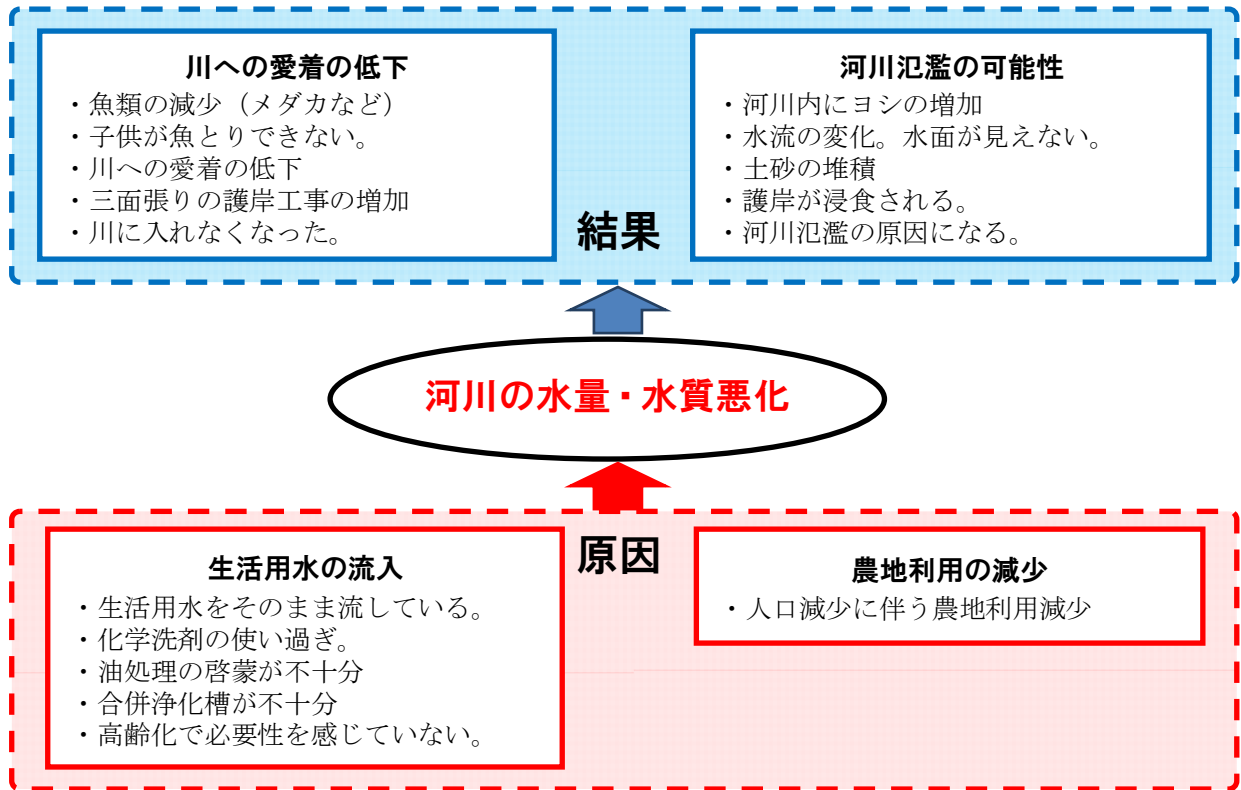 川への愛着の低下
・魚類の減少（メダカなど）
・子供が魚とりできない。
・川への愛着の低下
・三面張りの護岸工事の増加
・川に入れなくなった。
河川氾濫の可能性
・河川内にヨシの増加
・水流の変化。水面が見えない。
・土砂の堆積
・護岸が浸食される。
・河川氾濫の原因になる。
結果
河川の水量・水質悪化
原因
生活用水の流入
・生活用水をそのまま流している。
・化学洗剤の使い過ぎ。
・油処理の啓蒙が不十分
・合併浄化槽が不十分
・高齢化で必要性を感じていない。
農地利用の減少
・人口減少に伴う農地利用減少